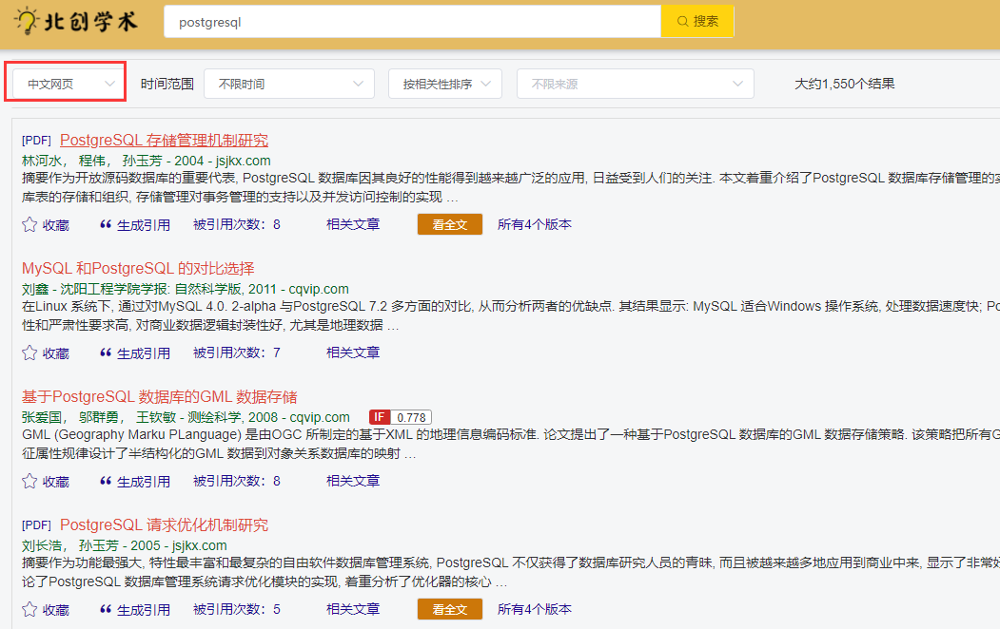 北创学术
postgresql
搜索
中文网页 时间范围 不限时间 按相关性排序 不限来源 大约1,550个结果
[PDF] PostgreSQL 存储管理机制研究
林河水， 程伟， 孙玉芳 - 2004 - jsjkx.com
摘要作为开放源码数据库的重要代表, PostgreSQL 数据库因其良好的性能得到越来越广泛的应用, 日益受到人们的关注. 本文着重介绍了PostgreSQL 数据库存储管理的实
库表的存储和组织, 存储管理对事务管理的支持以及并发访问控制的实现 …
收藏 生成引用 被引用次数：8 相关文章 看全文 所有4个版本
MySQL 和PostgreSQL 的对比选择
刘鑫 - 沈阳工程学院学报: 自然科学版, 2011 - cqvip.com
在Linux 系统下, 通过对MySQL 4.0. 2-alpha 与PostgreSQL 7.2 多方面的对比, 从而分析两者的优缺点. 其结果显示: MySQL 适合Windows 操作系统, 处理数据速度快; Po
性和严肃性要求高, 对商业数据逻辑封装性好, 尤其是地理数据 …
收藏 生成引用 被引用次数：7 相关文章
基于PostgreSQL 数据库的GML 数据存储
张爱国， 邬群勇， 王钦敏 - 测绘科学, 2008 - cqvip.com IF 0.778
GML (Geography Marku PLanguage) 是由OGC 所制定的基于XML 的地理信息编码标准. 论文提出了一种基于PostgreSQL 数据库的GML 数据存储策略. 该策略把所有G
征属性规律设计了半结构化的GML 数据到对象关系数据库的映射 …
收藏 生成引用 被引用次数：8 相关文章
[PDF] PostgreSQL 请求优化机制研究
刘长浩， 孙玉芳 - 2005 - jsjkx.com
摘要作为功能最强大, 特性最丰富和最复杂的自由软件数据库管理系统, PostgreSQL 不仅获得了数据库研究人员的青昧, 而且被越来越多地应用到商业中来, 显示了非常好
论了PostgreSQL 数据库管理系统请求优化模块的实现, 着重分析了优化器的核心 …
收藏 生成引用 被引用次数：5 相关文章 看全文 所有4个版本